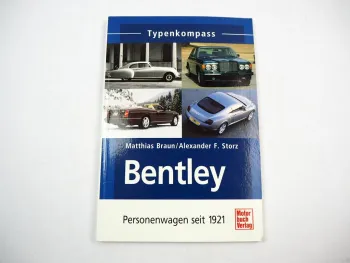 Typenkompass
Matthias Braun/Alexander F. Storz
Bentley
Personenwagen seit 1921
Motor
buch
Verlag